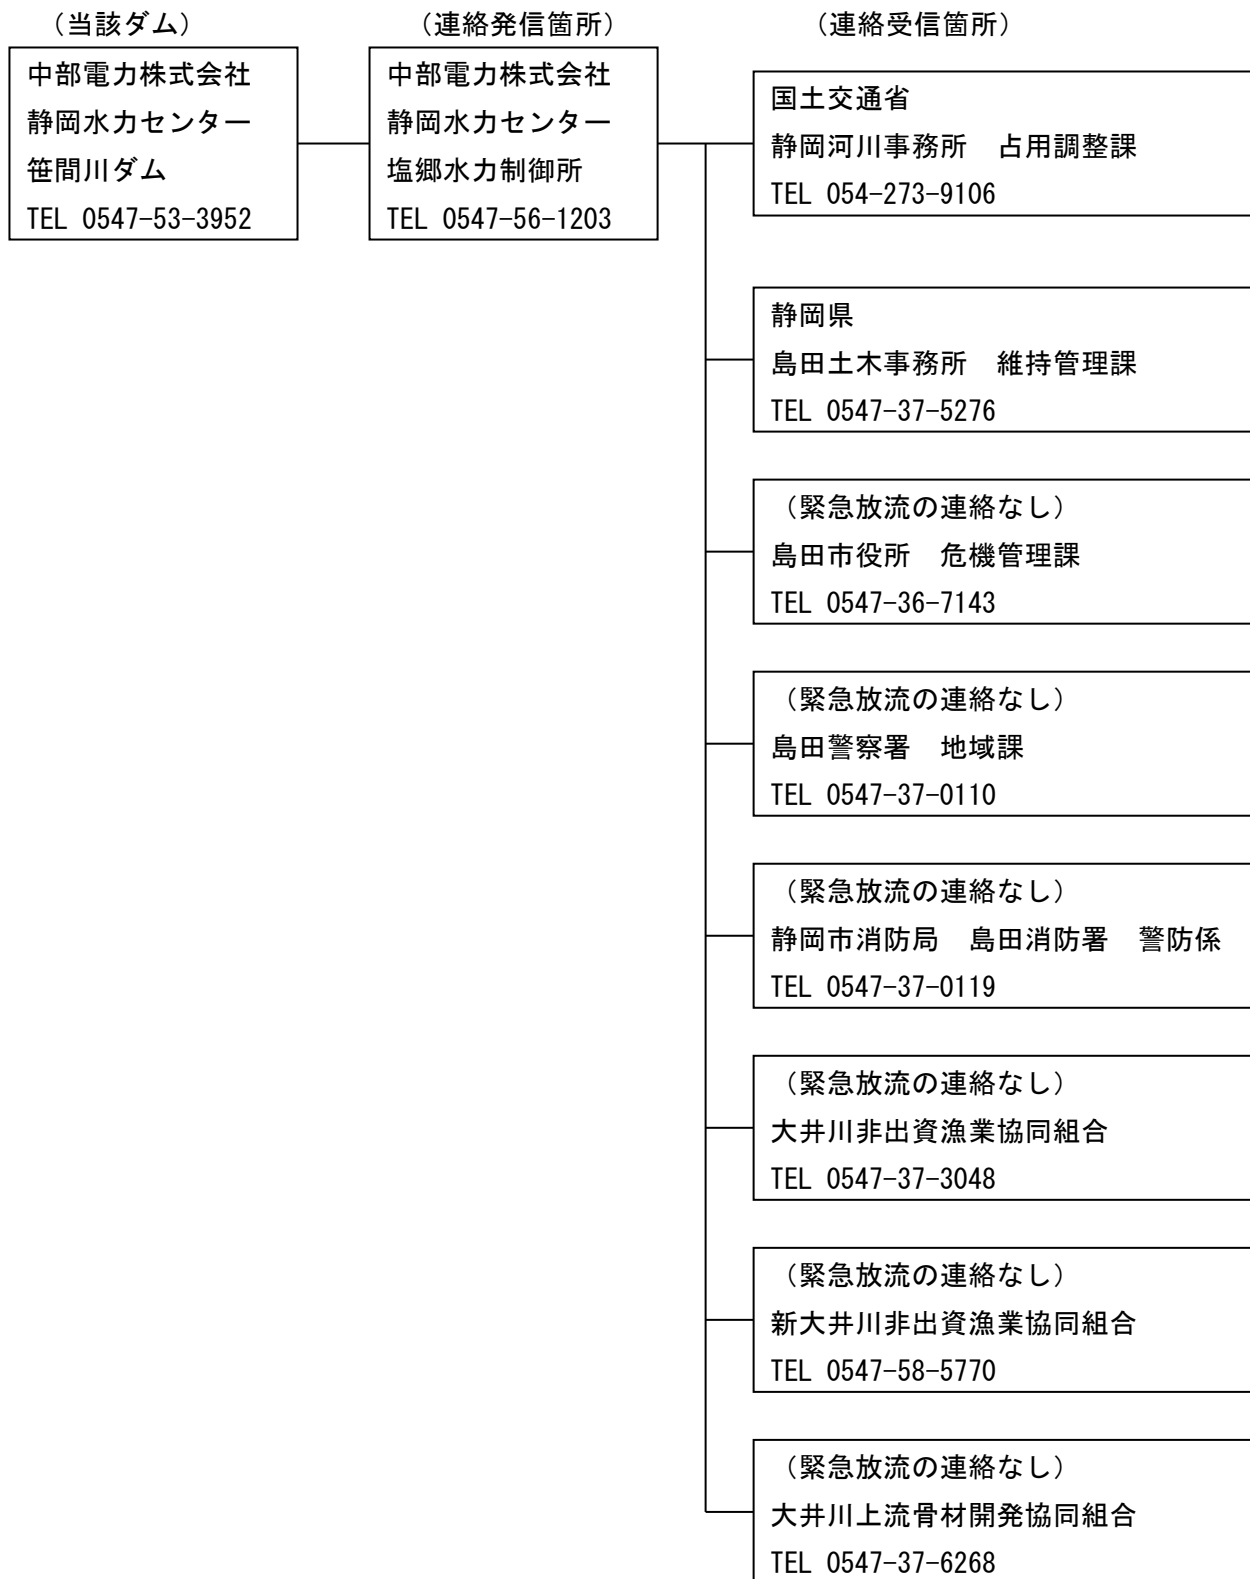 （当該ダム）
中部電力株式会社
静岡水力センター
笹間川ダム
TEL 0547-53-3952
（連絡発信箇所）
中部電力株式会社
静岡水力センター
塩郷水力制御所
TEL 0547-56-1203
（連絡受信箇所）
国土交通省
静岡河川事務所　占用調整課
TEL 054-273-9106
静岡県
島田土木事務所　維持管理課
TEL 0547-37-5276
（緊急放流の連絡なし）
島田市役所　危機管理課
TEL 0547-36-7143
（緊急放流の連絡なし）
島田警察署　地域課
TEL 0547-37-0110
（緊急放流の連絡なし）
静岡市消防局　島田消防署　警防係
TEL 0547-37-0119
（緊急放流の連絡なし）
大井川非出資漁業協同組合
TEL 0547-37-3048
（緊急放流の連絡なし）
新大井川非出資漁業協同組合
TEL 0547-58-5770
（緊急放流の連絡なし）
大井川上流骨材開発協同組合
TEL 0547-37-6268